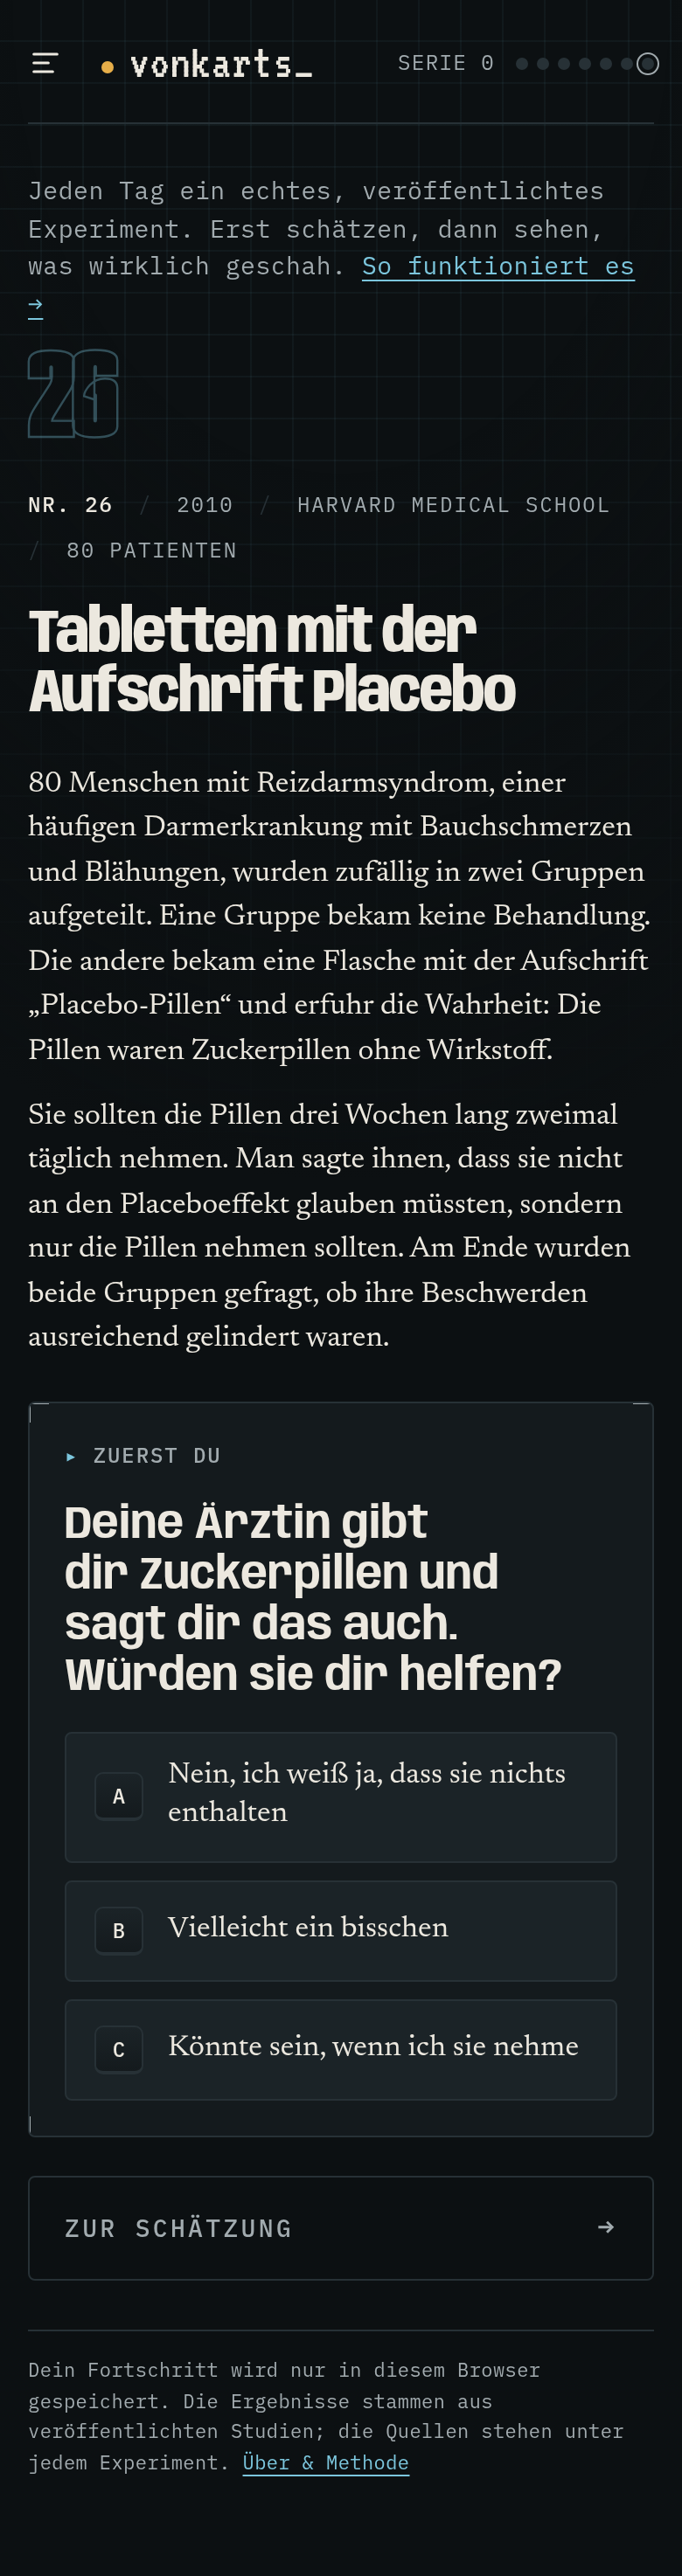 vonkarts_
SERIE 0
Jeden Tag ein echtes, veröffentlichtes
Experiment. Erst schätzen, dann sehen,
was wirklich geschah. So funktioniert es
→
26
NR. 26 / 2010 / HARVARD MEDICAL SCHOOL
/ 80 PATIENTEN
Tabletten mit der
Aufschrift Placebo
80 Menschen mit Reizdarmsyndrom, einer
häufigen Darmerkrankung mit Bauchschmerzen
und Blähungen, wurden zufällig in zwei Gruppen
aufgeteilt. Eine Gruppe bekam keine Behandlung.
Die andere bekam eine Flasche mit der Aufschrift
„Placebo-Pillen“ und erfuhr die Wahrheit: Die
Pillen waren Zuckerpillen ohne Wirkstoff.
Sie sollten die Pillen drei Wochen lang zweimal
täglich nehmen. Man sagte ihnen, dass sie nicht
an den Placeboeffekt glauben müssten, sondern
nur die Pillen nehmen sollten. Am Ende wurden
beide Gruppen gefragt, ob ihre Beschwerden
ausreichend gelindert waren.
▸ ZUERST DU
Deine Ärztin gibt
dir Zuckerpillen und
sagt dir das auch.
Würden sie dir helfen?
A Nein, ich weiß ja, dass sie nichts
enthalten
B Vielleicht ein bisschen
C Könnte sein, wenn ich sie nehme
ZUR SCHÄTZUNG →
Dein Fortschritt wird nur in diesem Browser
gespeichert. Die Ergebnisse stammen aus
veröffentlichten Studien; die Quellen stehen unter
jedem Experiment. Über & Methode